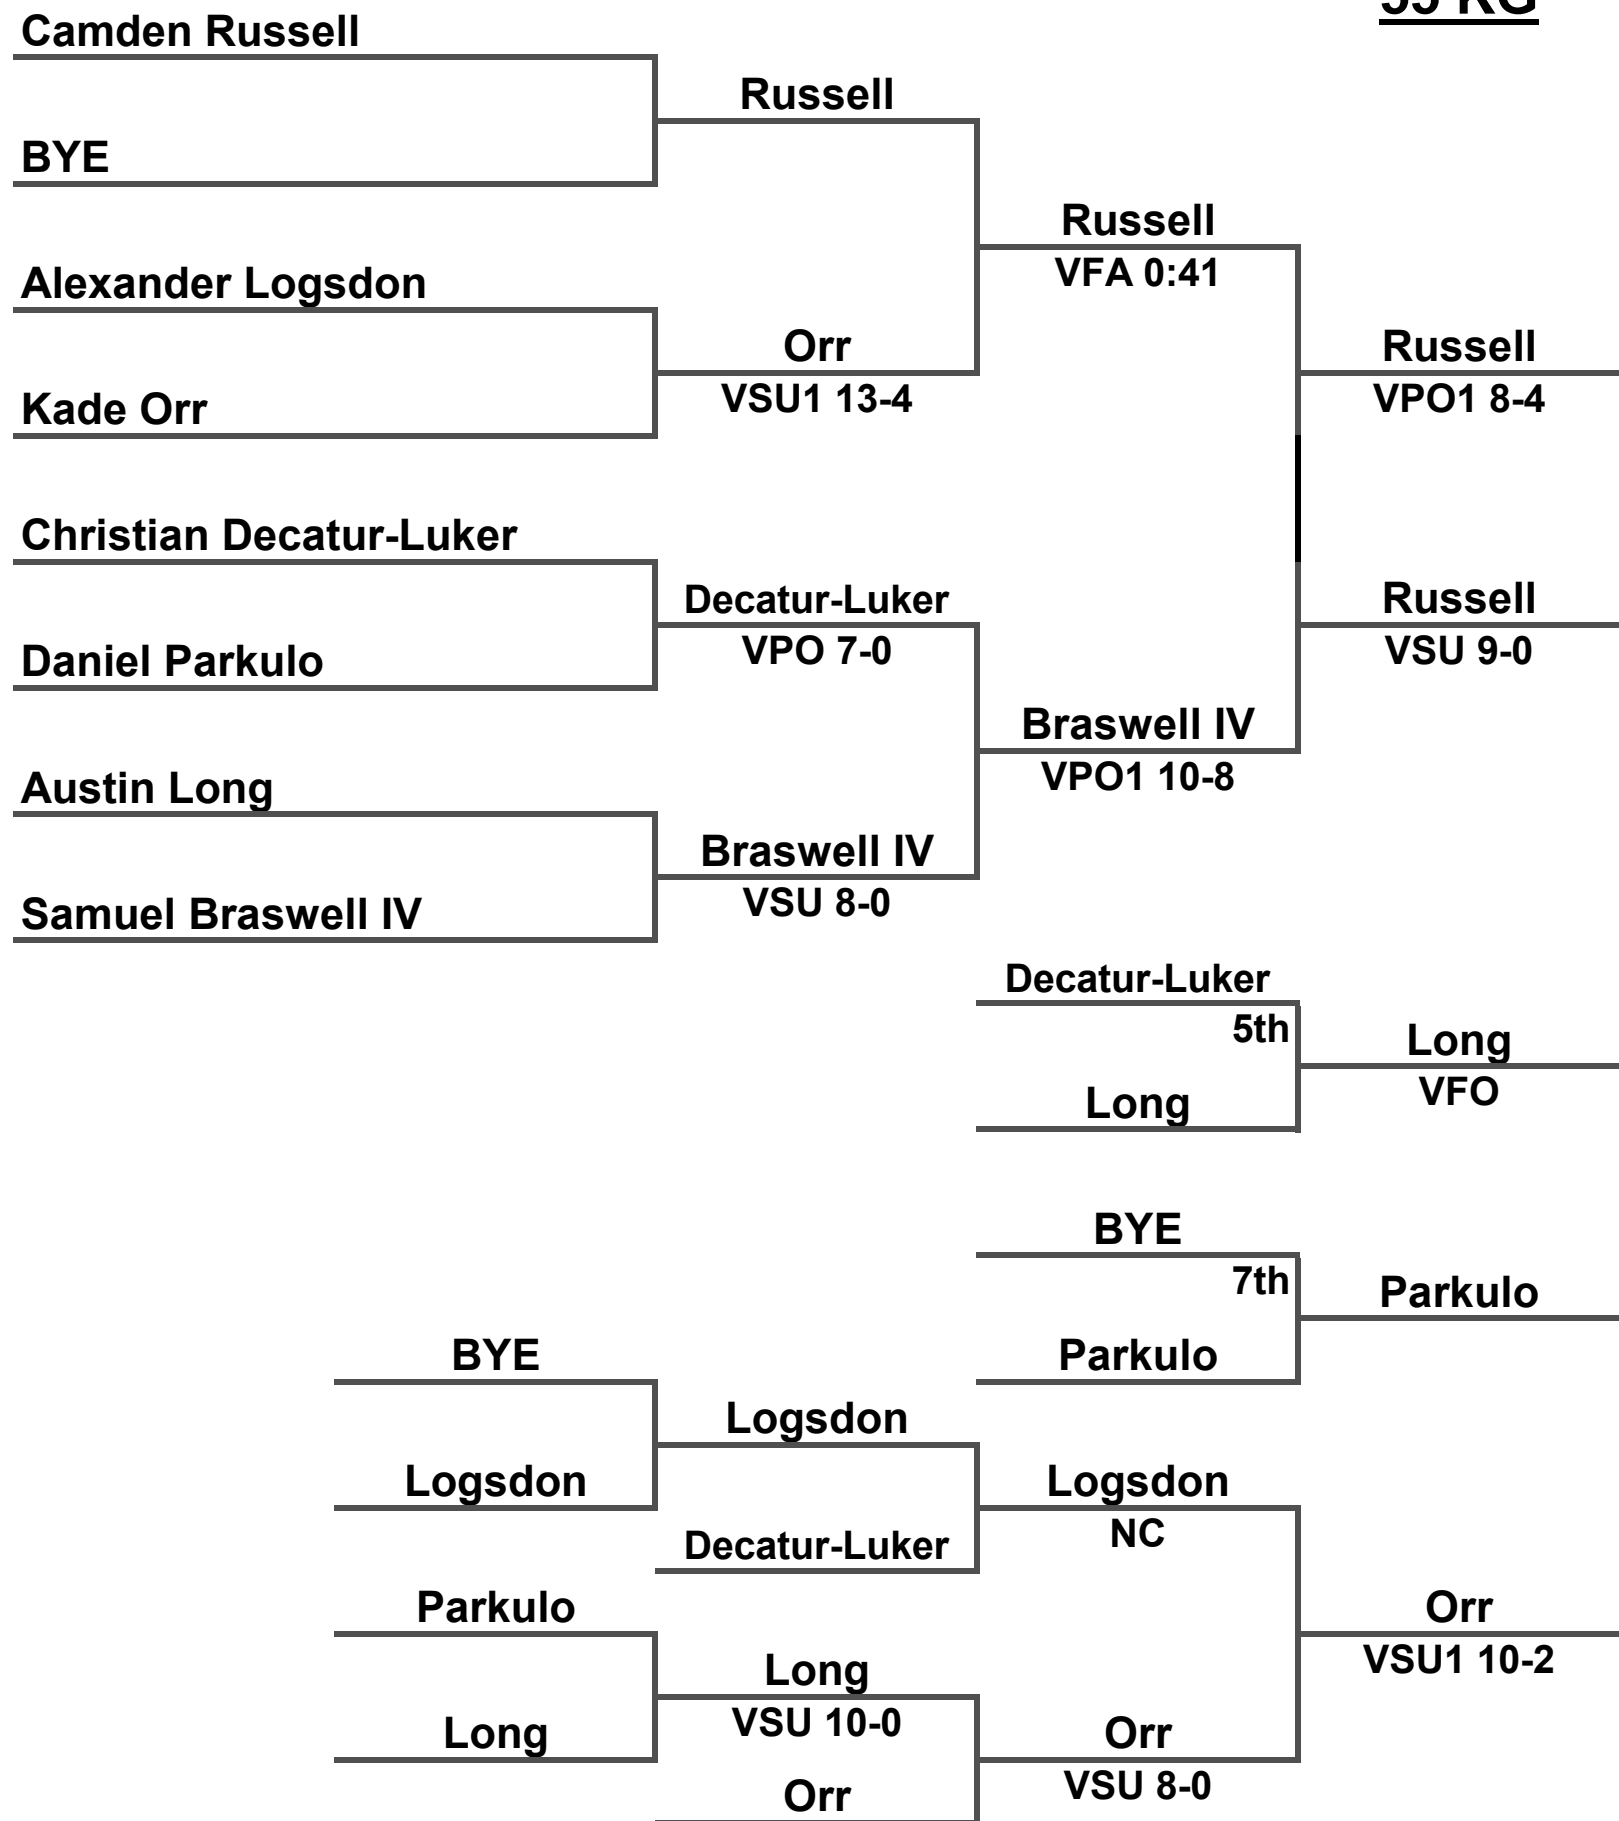 KG
Camden Russell
Russell
BYE
Russell
VFA 0:41
Alexander Logsdon
Orr
VSU1 13-4
Kade Orr
Russell
VPO1 8-4
Christian Decatur-Luker
Decatur-Luker
VPO 7-0
Daniel Parkulo
Russell
VSU 9-0
Braswell IV
VPO1 10-8
Austin Long
Braswell IV
VSU 8-0
Samuel Braswell IV
Decatur-Luker
5th
Long
VFO
Long
BYE
7th
Parkulo
Parkulo
BYE
Logsdon
Logsdon
Logsdon
NC
Decatur-Luker
Parkulo
Orr
VSU1 10-2
Long
VSU 10-0
Long
Orr
VSU 8-0
Orr